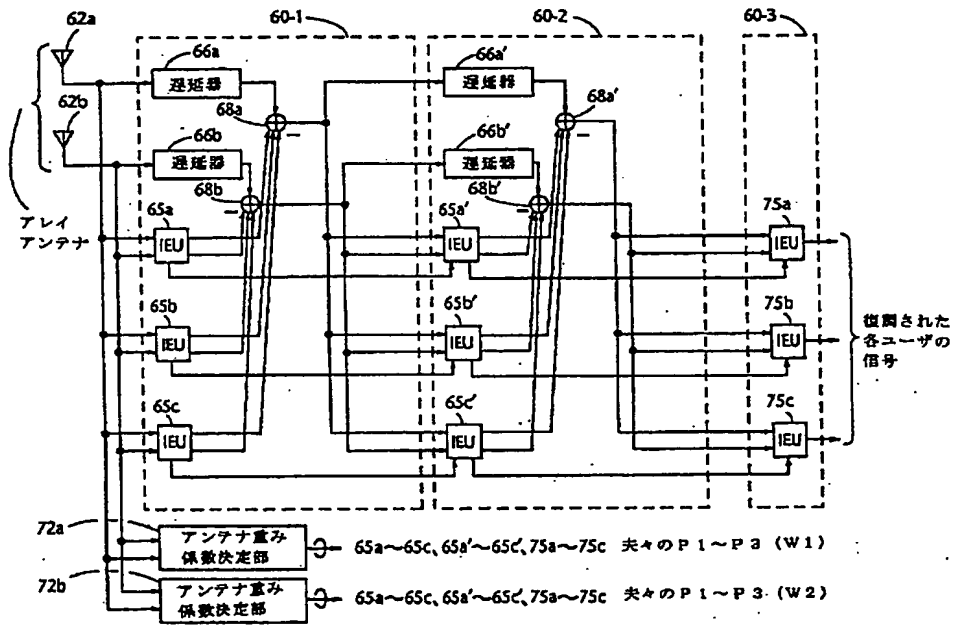 62a
60-1
60-2
60-3
66a
遅延器
66a′
遅延器
62b
68a
68a′
66b
遅延器
66b′
遅延器
68b
68b′
アレイ
アンテナ
65a
IEU
65a′
IEU
75a
IEU
65b
IEU
65b′
IEU
75b
IEU
復調された
各ユーザの
信号
65c
IEU
65c′
IEU
75c
IEU
72a
アンテナ重み
係数決定部
65a〜65c、65a′〜65c′、75a〜75c 夫々のP1〜P3 (W1)
72b
アンテナ重み
係数決定部
65a〜65c、65a′〜65c′、75a〜75c 夫々のP1〜P3 (W2)